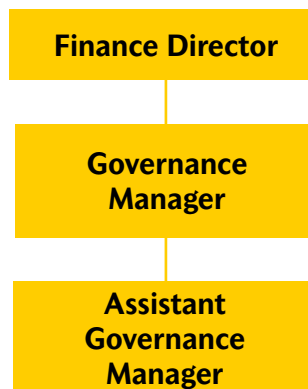 Finance Director
Governance
Manager
Assistant
Governance
Manager